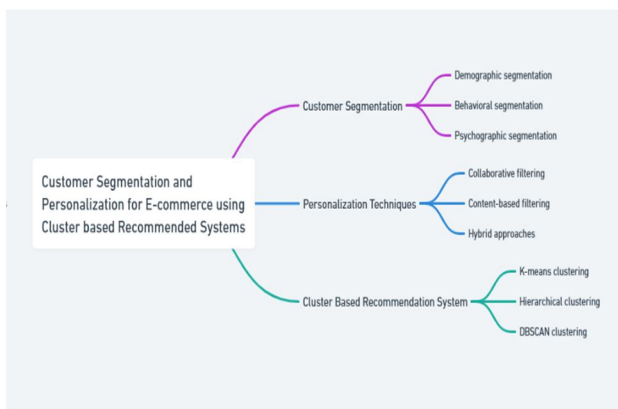 Customer Segmentation and
Personalization for E-commerce using
Cluster based Recommended Systems
Customer Segmentation
Demographic segmentation
Behavioral segmentation
Psychographic segmentation
Personalization Techniques
Collaborative filtering
Content-based filtering
Hybrid approaches
Cluster Based Recommendation System
K-means clustering
Hierarchical clustering
DBSCAN clustering